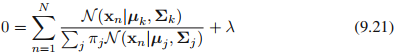 $$0 = \sum_{n=1}^{N} \frac{\mathcal{N}(\mathbf{x}_n|\boldsymbol{\mu}_k, \boldsymbol{\Sigma}_k)}{\sum_j \pi_j \mathcal{N}(\mathbf{x}_n|\boldsymbol{\mu}_j, \boldsymbol{\Sigma}_j)} + \lambda \qquad (9.21)$$